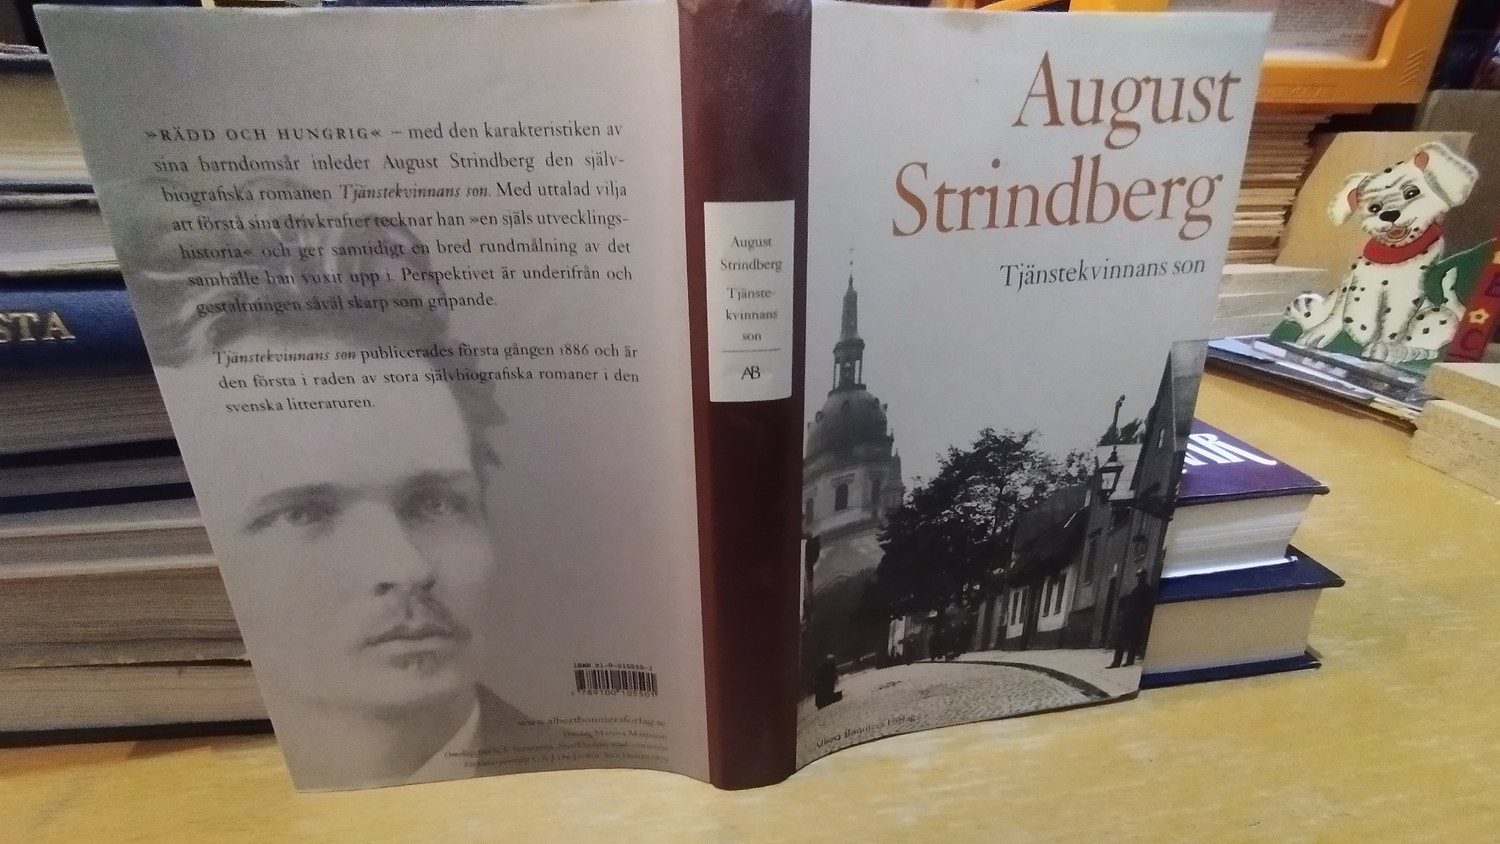 »RÄDD OCH HUNGRIG« – med den karakteristiken av
sina barndomsår inleder August Strindberg den själv-
biografiska romanen Tjänstekvinnans son. Med uttalad vilja
att förstå sina drivkrafter tecknar han »en själs utvecklings-
historia« och ger samtidigt en bred rundmålning av det
samhälle han vuxit upp i. Perspektivet är underifrån och
gestaltningen såväl skarp som gripande.
Tjänstekvinnans son publicerades första gången 1886 och är
den första i raden av stora självbiografiska romaner i den
svenska litteraturen.
www.albertbonniersforlag.se
August
Strindberg
Tjänste-
kvinnans
son
AB
August
Strindberg
Tjänstekvinnans son
Albert Bonniers Förlag
STA